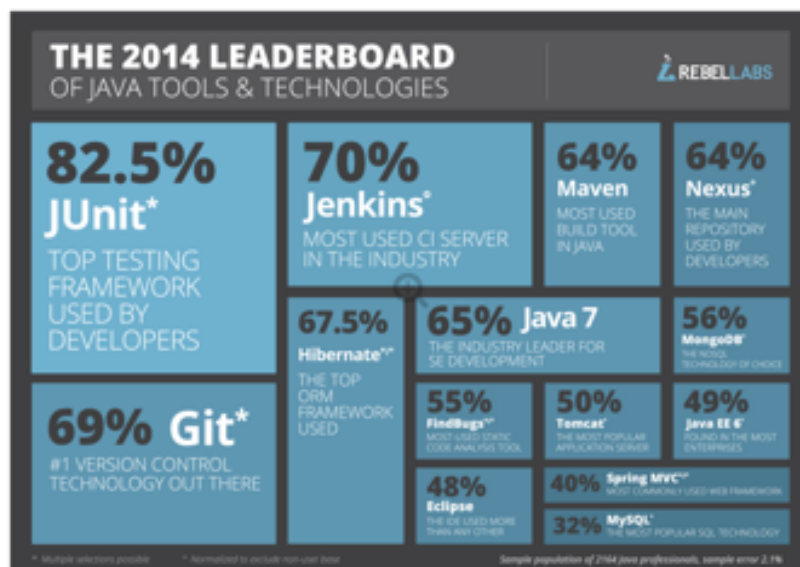 THE 2014 LEADERBOARD
OF JAVA TOOLS & TECHNOLOGIES
REBELLABS
82.5%
JUnit*
TOP TESTING
FRAMEWORK
USED BY
DEVELOPERS
70%
Jenkins°
MOST USED CI SERVER
IN THE INDUSTRY
64%
Maven
MOST USED
BUILD TOOL
IN JAVA
64%
Nexus°
THE MAIN
REPOSITORY
USED BY
DEVELOPERS
69% Git*
#1 VERSION CONTROL
TECHNOLOGY OUT THERE
67.5%
Hibernate*/°
THE TOP
ORM
FRAMEWORK
USED
65% Java 7
THE INDUSTRY LEADER FOR
SE DEVELOPMENT
56%
MongoDB°
THE NOSQL
TECHNOLOGY OF CHOICE
55%
FindBugs*/°
MOST USED STATIC
CODE ANALYSIS TOOL
50%
Tomcat°
THE MOST POPULAR
APPLICATION SERVER
49%
Java EE 6°
FOUND IN THE MOST
ENTERPRISES
48%
Eclipse
THE IDE USED MORE
THAN ANY OTHER
40% Spring MVC*/°
MOST COMMONLY USED WEB FRAMEWORK
32% MySQL°
THE MOST POPULAR SQL TECHNOLOGY
* Multiple selections possible
° Normalized to exclude non-user base
Sample population of 2164 Java professionals, sample error 2.1%